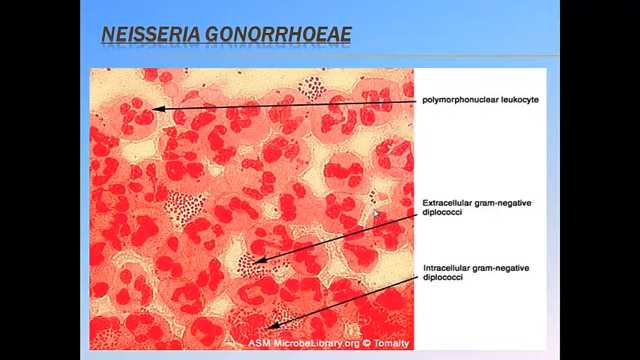 NEISSERIA GONORRHOEAE
polymorphonuclear leukocyte
Extracellular gram-negative
diplococci
Intracellular gram-negative
diplococci
ASM MicrobeLibrary.org © Tomalty